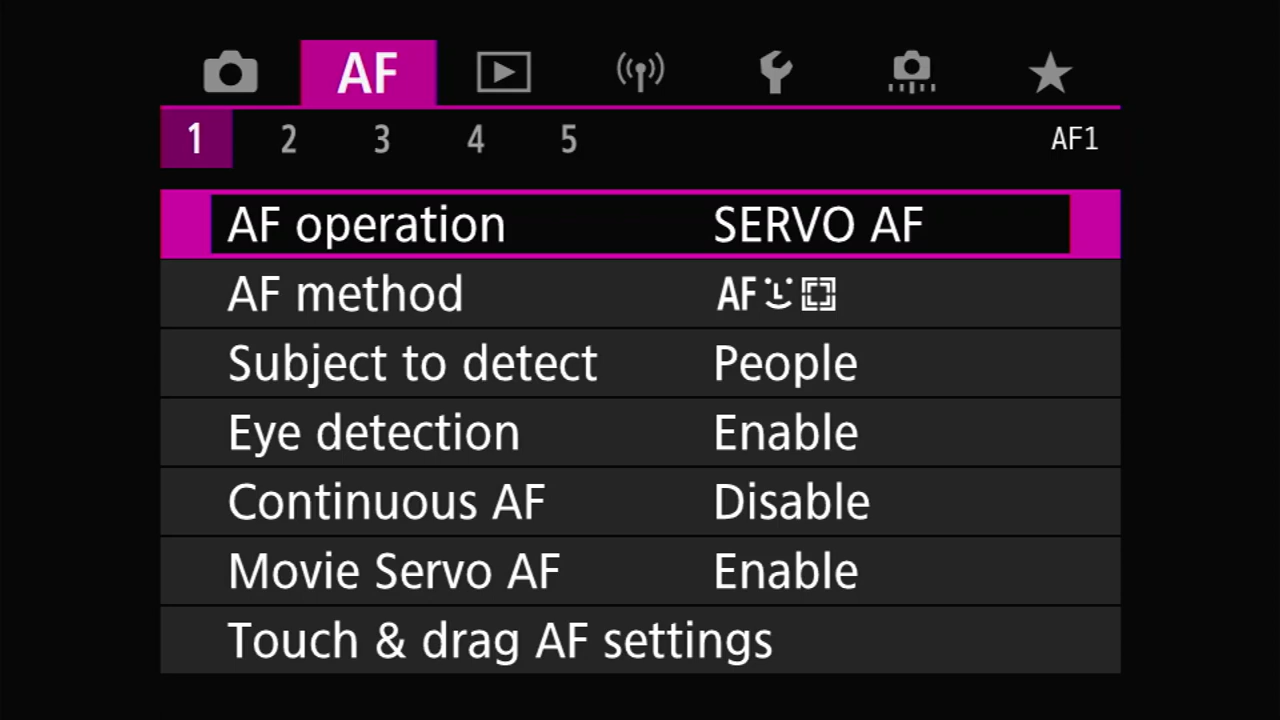 AF
1 2 3 4 5 AF1
AF operation SERVO AF
AF method AF
Subject to detect People
Eye detection Enable
Continuous AF Disable
Movie Servo AF Enable
Touch & drag AF settings